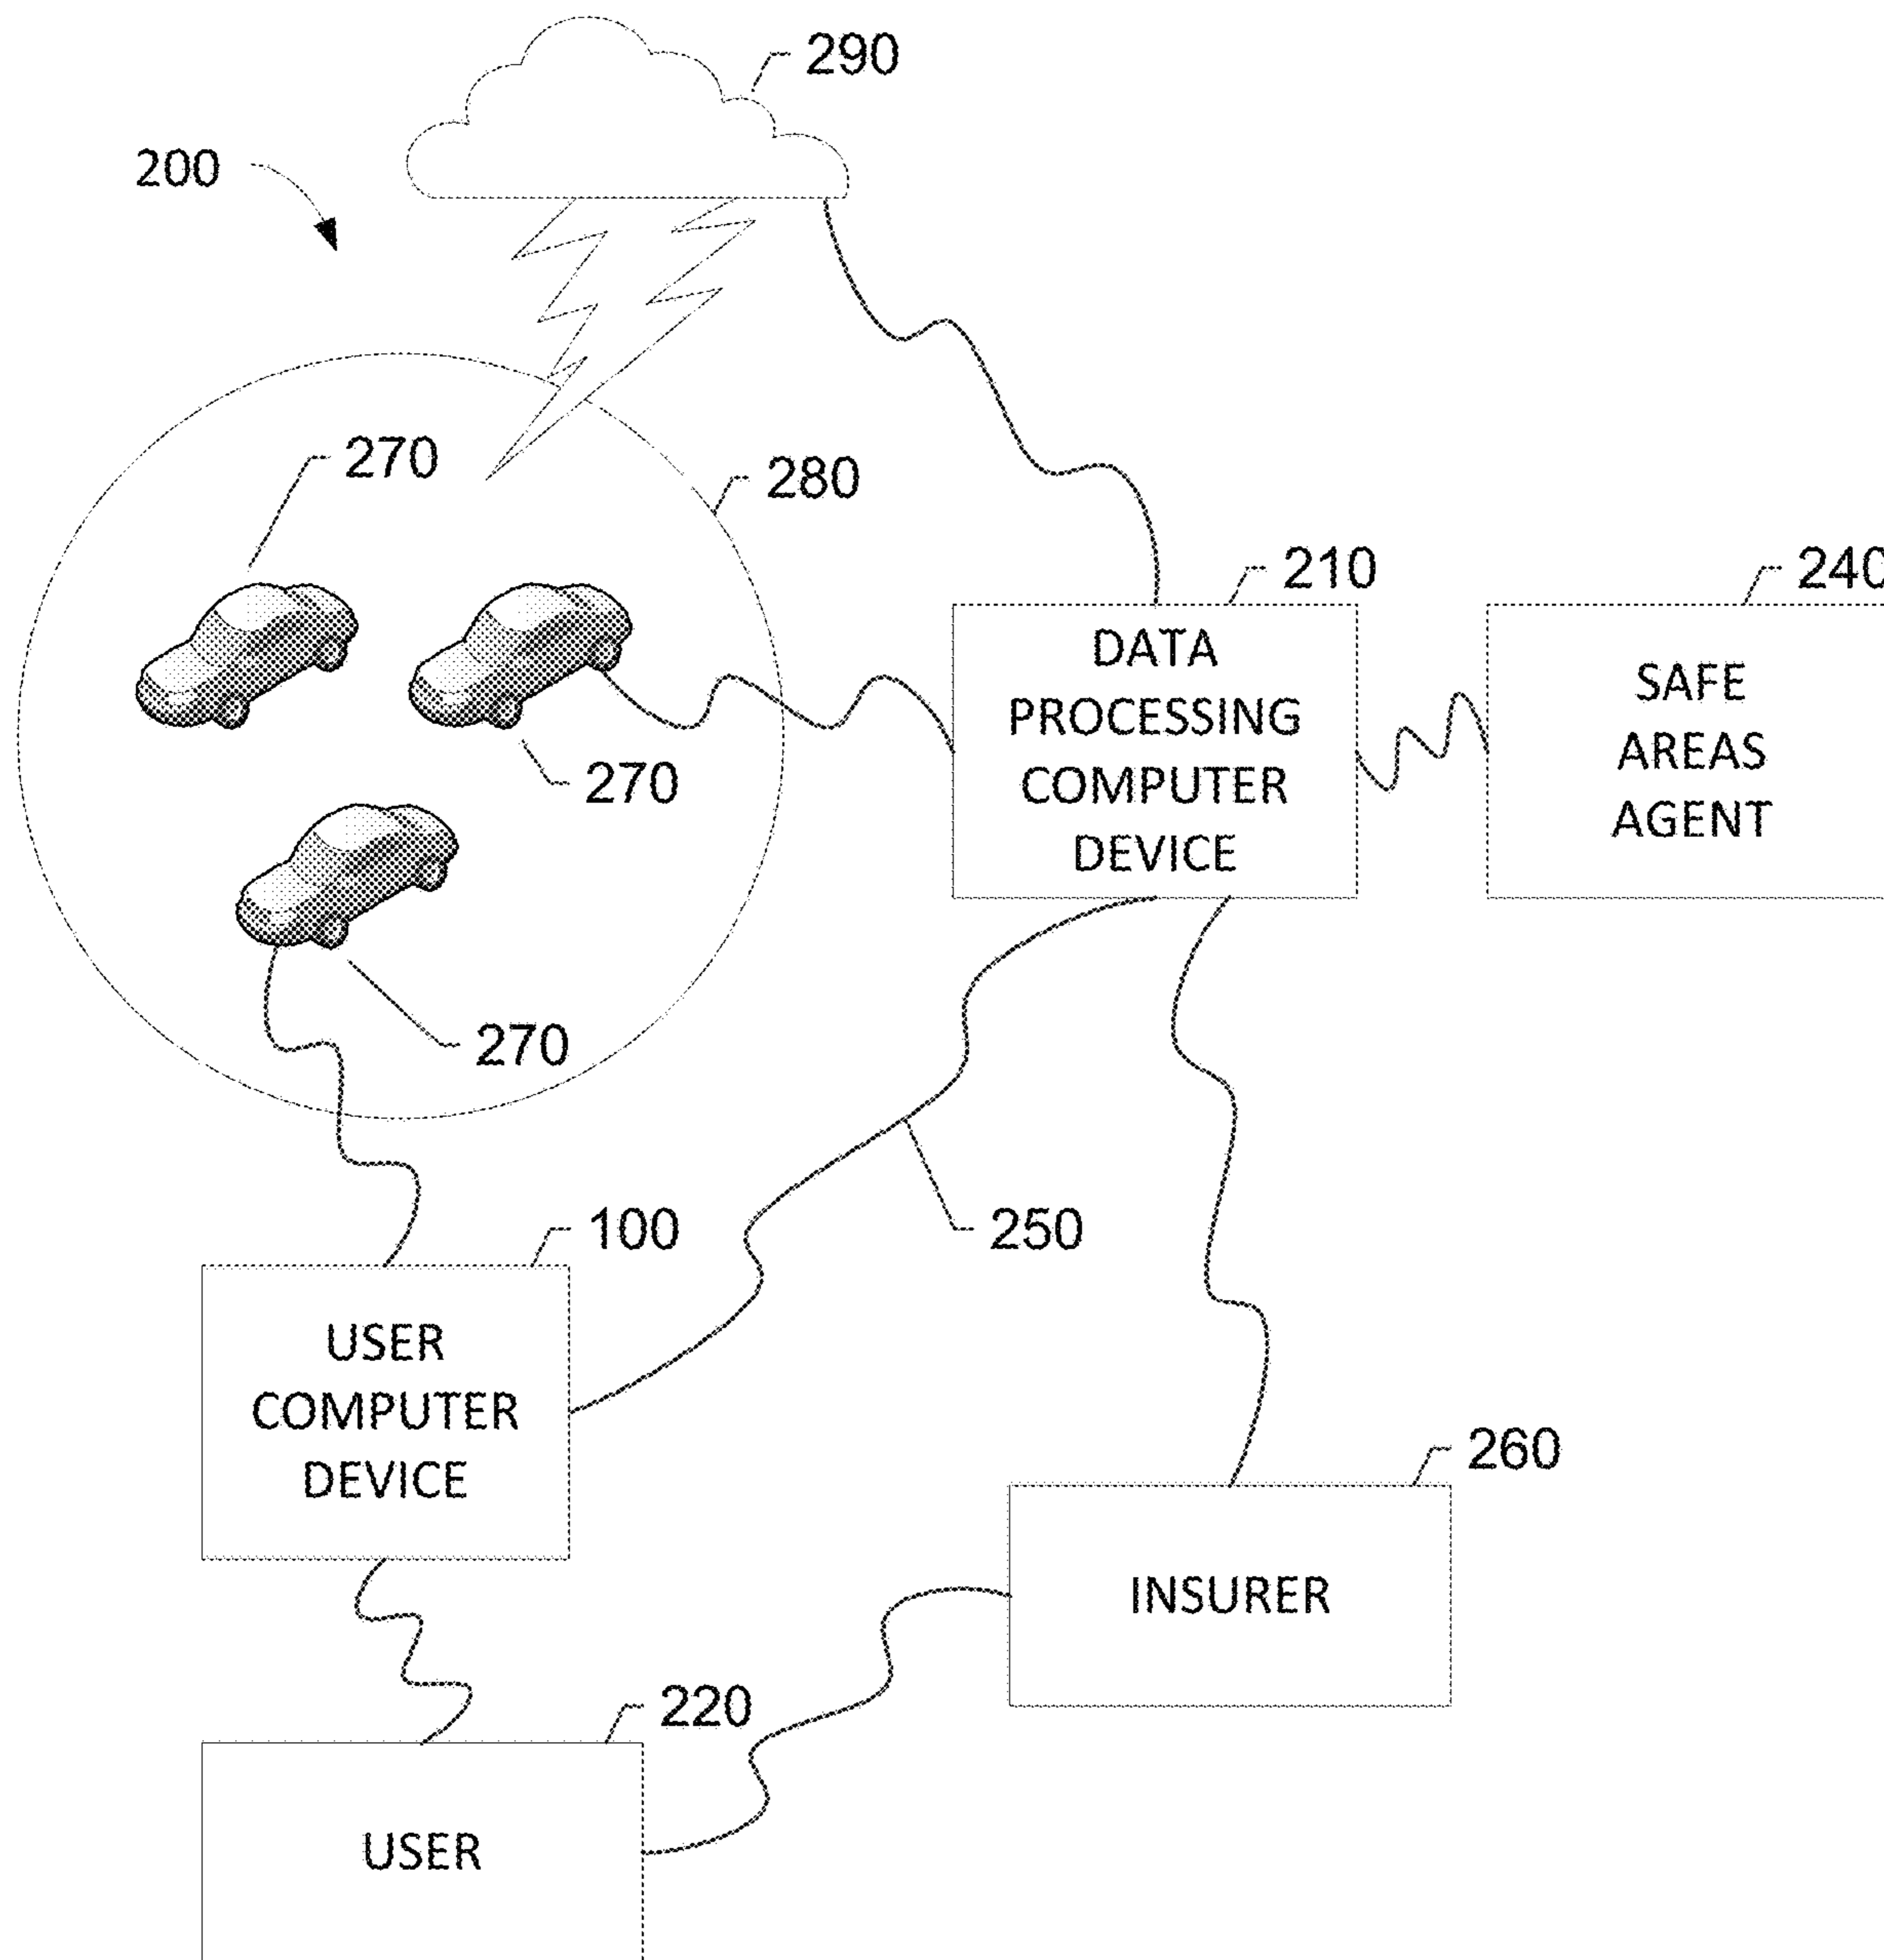 290
200
270
280
210
240
DATA
PROCESSING
COMPUTER
DEVICE
SAFE
AREAS
AGENT
270
270
100
250
USER
COMPUTER
DEVICE
260
INSURER
220
USER